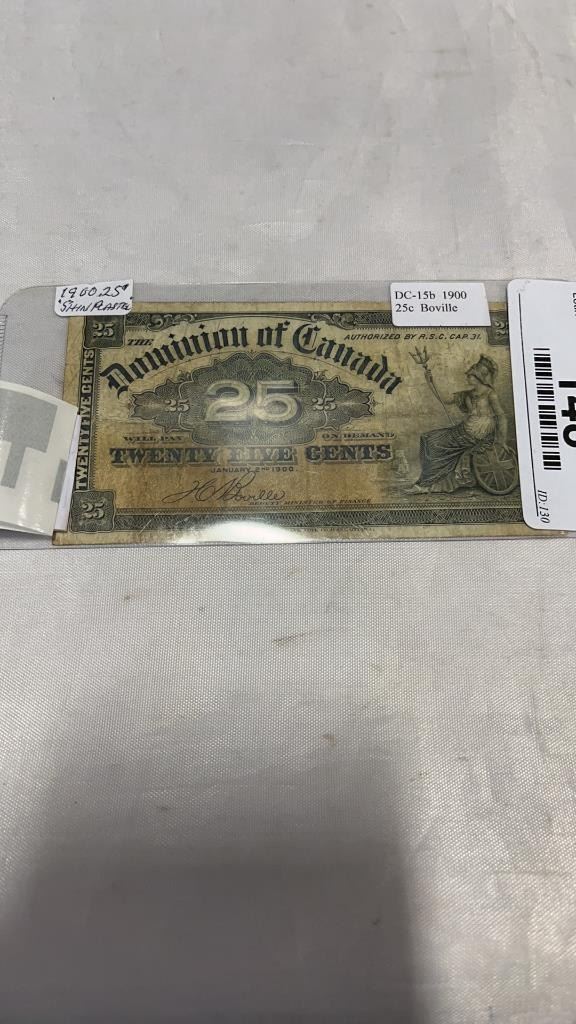 1900.25¢
"SHINPLASTER"
DC-15b 1900
25c Boville
25
THE
Dominion of Canada
AUTHORIZED BY R.S.C. CAP. 31.
25
TWENTY FIVE CENTS
25
25
25
WILL PAY
ON DEMAND
TWENTY FIVE CENTS
JANUARY 2ND 1900.
T C Boville
DEPUTY MINISTER OF FINANCE
25
ID-130